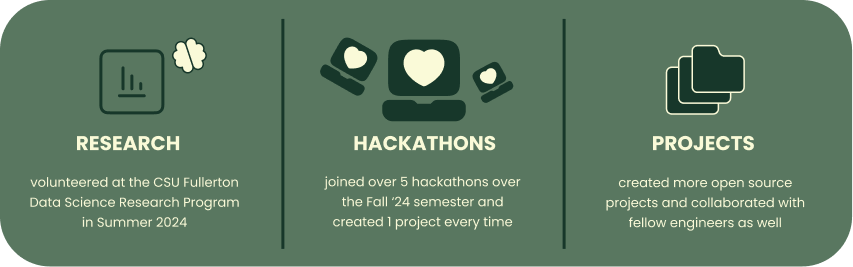 RESEARCH
volunteered at the CSU Fullerton
Data Science Research Program
in Summer 2024
HACKATHONS
joined over 5 hackathons over
the Fall ‘24 semester and
created 1 project every time
PROJECTS
created more open source
projects and collaborated with
fellow engineers as well